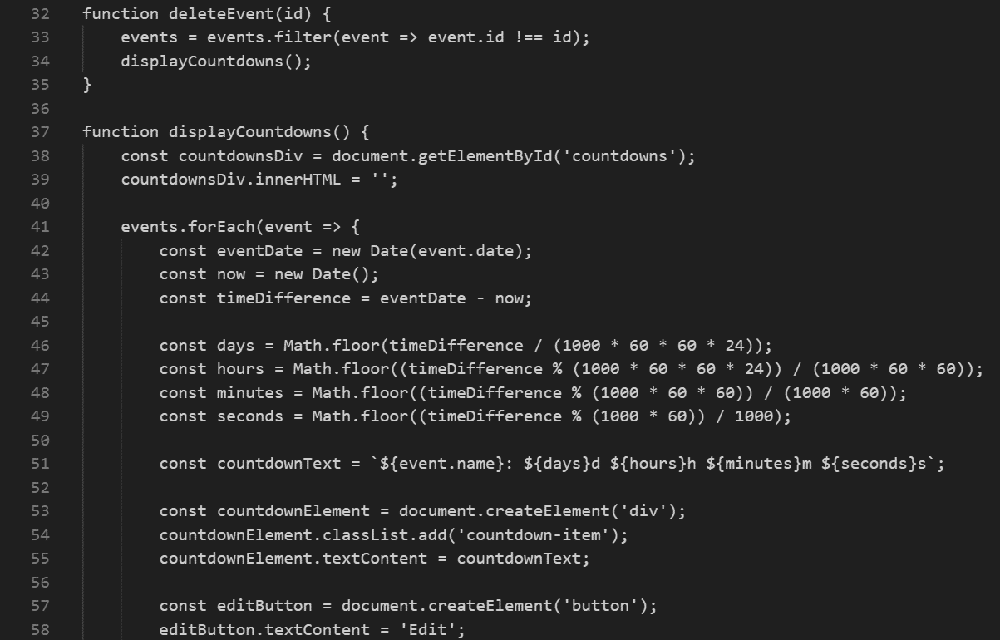 32 function deleteEvent(id) {
33     events = events.filter(event => event.id !== id);
34     displayCountdowns();
35 }
36
37 function displayCountdowns() {
38     const countdownsDiv = document.getElementById('countdowns');
39     countdownsDiv.innerHTML = '';
40
41     events.forEach(event => {
42         const eventDate = new Date(event.date);
43         const now = new Date();
44         const timeDifference = eventDate - now;
45
46         const days = Math.floor(timeDifference / (1000 * 60 * 60 * 24));
47         const hours = Math.floor((timeDifference % (1000 * 60 * 60 * 24)) / (1000 * 60 * 60));
48         const minutes = Math.floor((timeDifference % (1000 * 60 * 60)) / (1000 * 60));
49         const seconds = Math.floor((timeDifference % (1000 * 60)) / 1000);
50
51         const countdownText = `${event.name}: ${days}d ${hours}h ${minutes}m ${seconds}s`;
52
53         const countdownElement = document.createElement('div');
54         countdownElement.classList.add('countdown-item');
55         countdownElement.textContent = countdownText;
56
57         const editButton = document.createElement('button');
58         editButton.textContent = 'Edit';